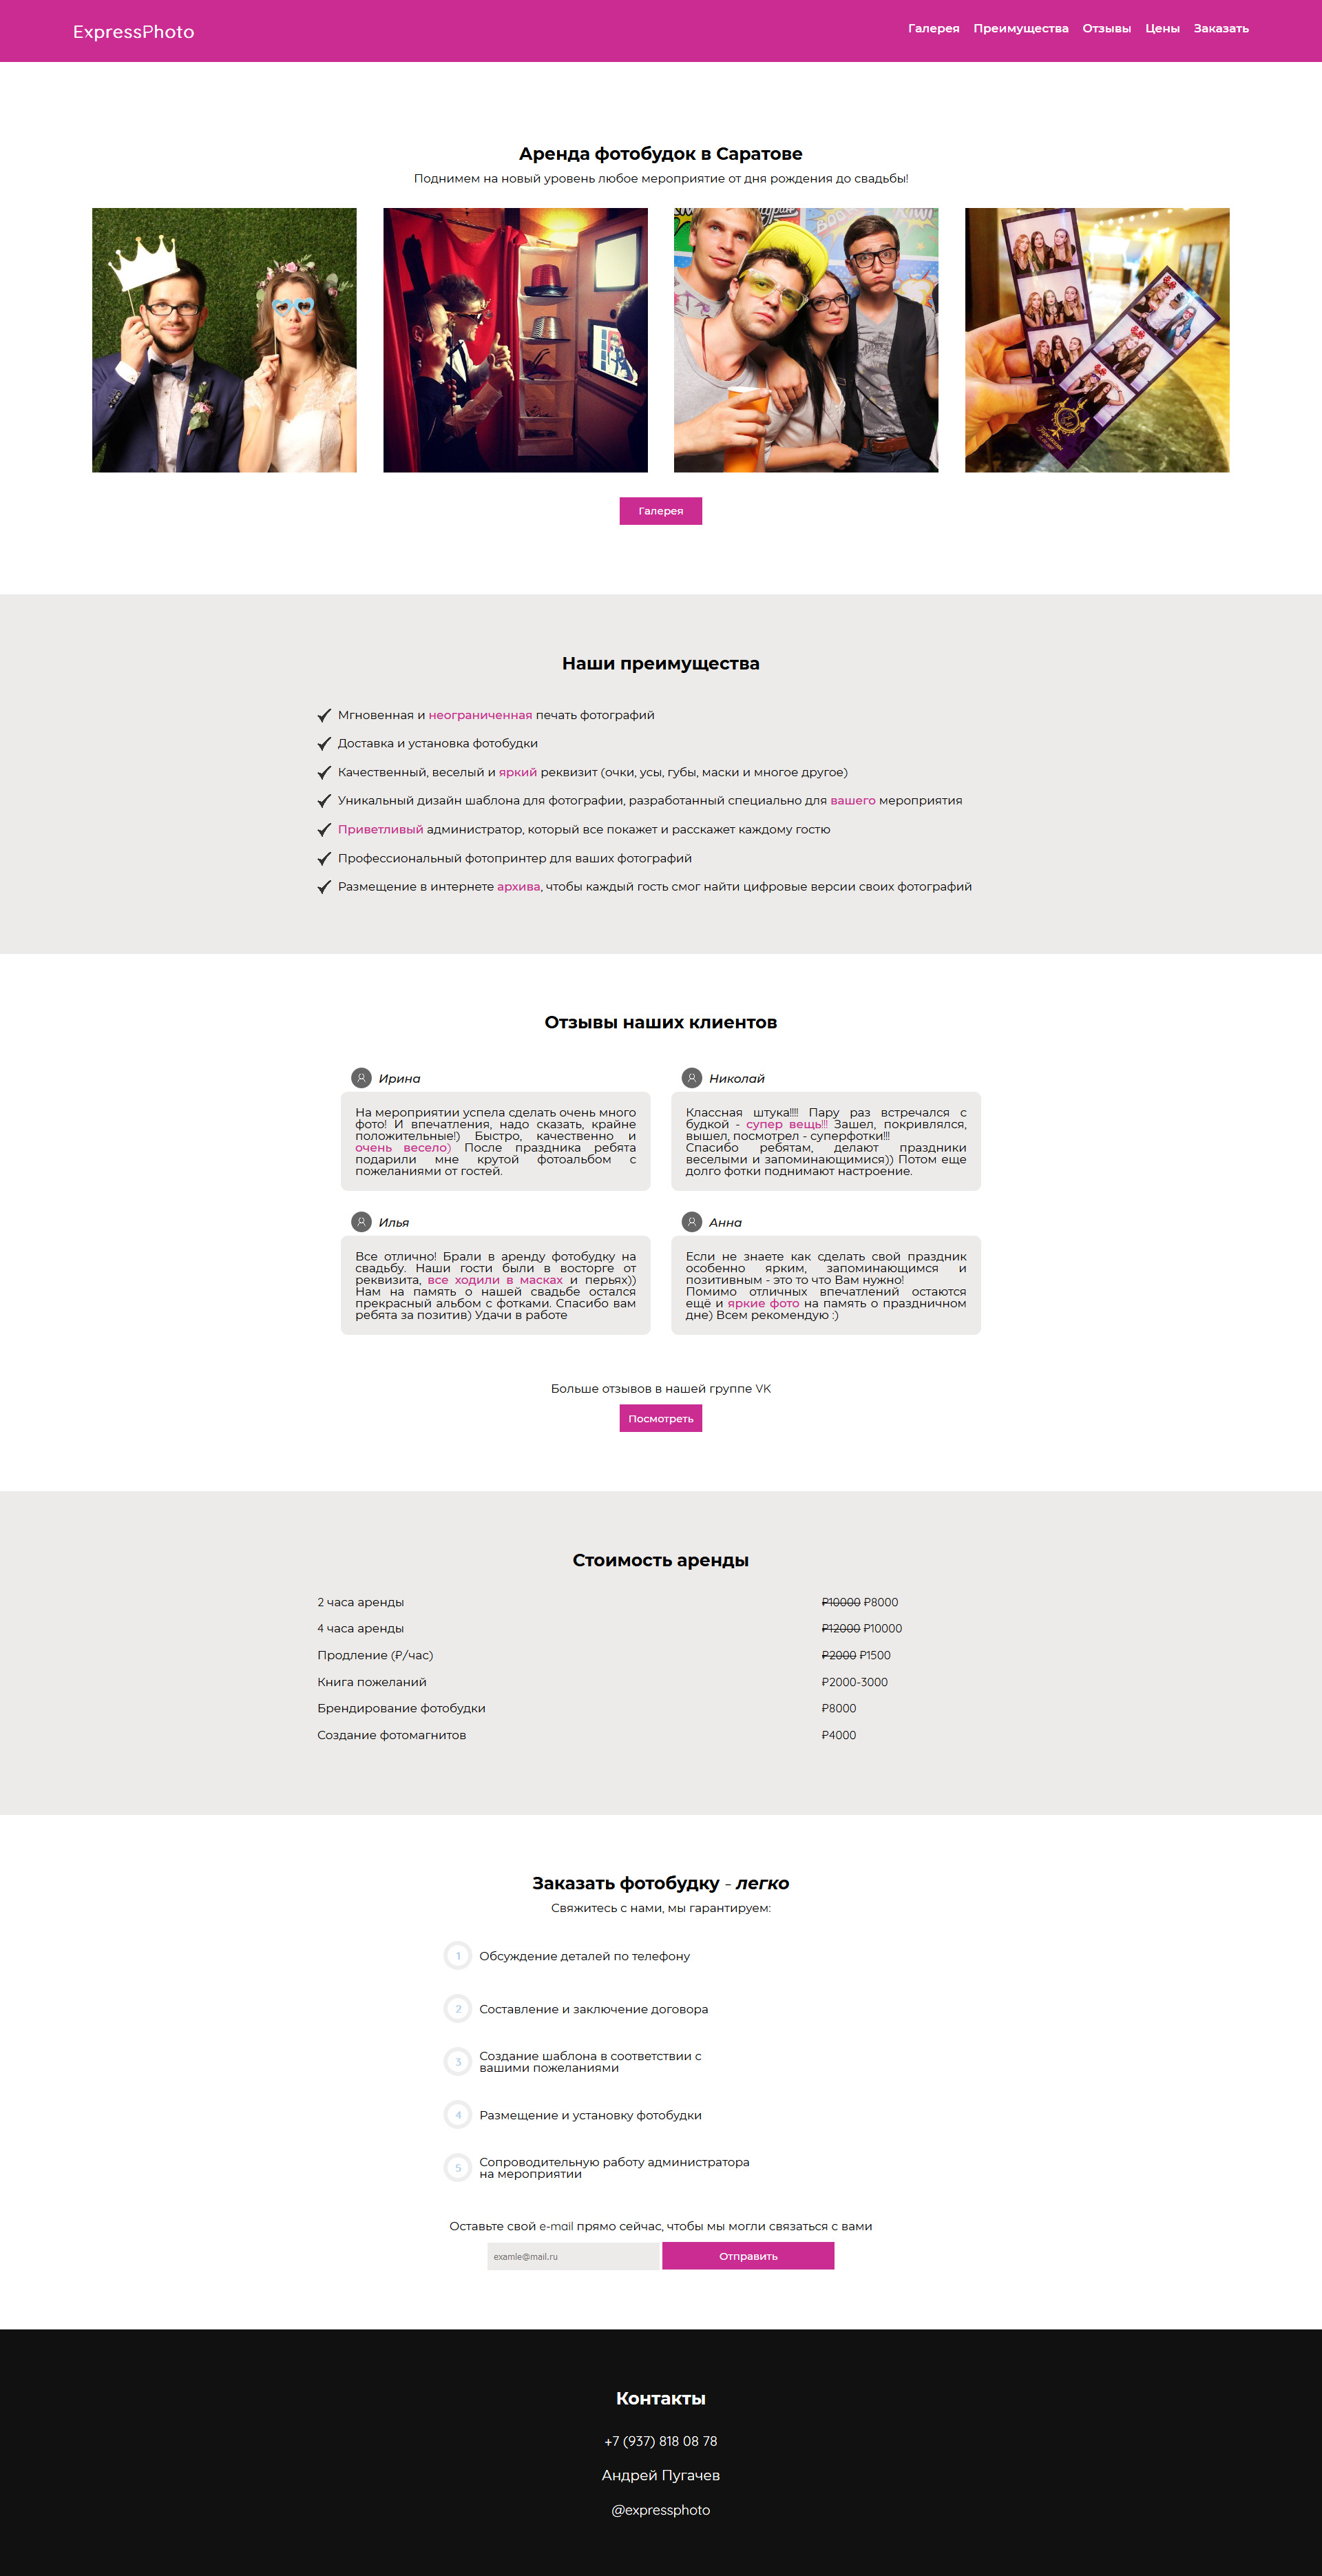 ExpressPhoto
Галерея Преимущества Отзывы Цены Заказать
Аренда фотобудок в Саратове
Поднимем на новый уровень любое мероприятие от дня рождения до свадьбы!
Галерея
Наши преимущества
Мгновенная и неограниченная печать фотографий
Доставка и установка фотобудки
Качественный, веселый и яркий реквизит (очки, усы, губы, маски и многое другое)
Уникальный дизайн шаблона для фотографии, разработанный специально для вашего мероприятия
Приветливый администратор, который все покажет и расскажет каждому гостю
Профессиональный фотопринтер для ваших фотографий
Размещение в интернете архива, чтобы каждый гость смог найти цифровые версии своих фотографий
Отзывы наших клиентов
Ирина
На мероприятии успела сделать очень много
фото! И впечатления, надо сказать, крайне
положительные!) Быстро, качественно и
очень весело) После праздника ребята
подарили мне крутой фотоальбом с
пожеланиями от гостей.
Николай
Классная штука!!!! Пару раз встречался с
будкой - супер вещь!!! Зашел, покривлялся,
вышел, посмотрел - суперфотки!!!
Спасибо ребятам, делают праздники
веселыми и запоминающимися)) Потом еще
долго фотки поднимают настроение.
Илья
Все отлично! Брали в аренду фотобудку на
свадьбу. Наши гости были в восторге от
реквизита, все ходили в масках и перьях))
Нам на память о нашей свадьбе остался
прекрасный альбом с фотками. Спасибо вам
ребята за позитив) Удачи в работе
Анна
Если не знаете как сделать свой праздник
особенно ярким, запоминающимся и
позитивным - это то что Вам нужно!
Помимо отличных впечатлений остаются
ещё и яркие фото на память о праздничном
дне) Всем рекомендую :)
Больше отзывов в нашей группе VK
Посмотреть
Стоимость аренды
2 часа аренды ₽10000 ₽8000
4 часа аренды ₽12000 ₽10000
Продление (₽/час) ₽2000 ₽1500
Книга пожеланий ₽2000-3000
Брендирование фотобудки ₽8000
Создание фотомагнитов ₽4000
Заказать фотобудку - легко
Свяжитесь с нами, мы гарантируем:
1 Обсуждение деталей по телефону
2 Составление и заключение договора
3 Создание шаблона в соответствии с
вашими пожеланиями
4 Размещение и установку фотобудки
5 Сопроводительную работу администратора
на мероприятии
Оставьте свой e-mail прямо сейчас, чтобы мы могли связаться с вами
examle@mail.ru Отправить
Контакты
+7 (937) 818 08 78
Андрей Пугачев
@expressphoto